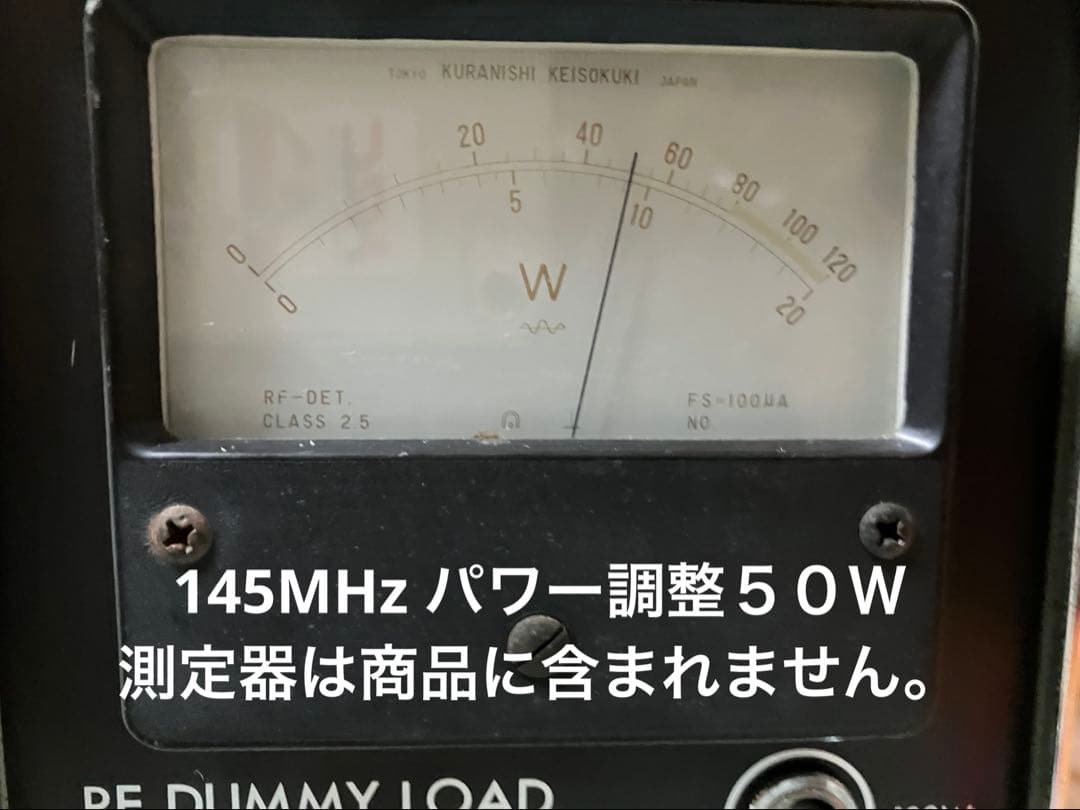 TOKYO KURANISHI KEISOKUKI JAPAN
0 20 40 60 80 100 120
0 5 10 20
W
RF-DET.
CLASS 2.5
FS=100μA
NO
145MHz パワー調整５０W
測定器は商品に含まれません。
RF DUMMY LOAD